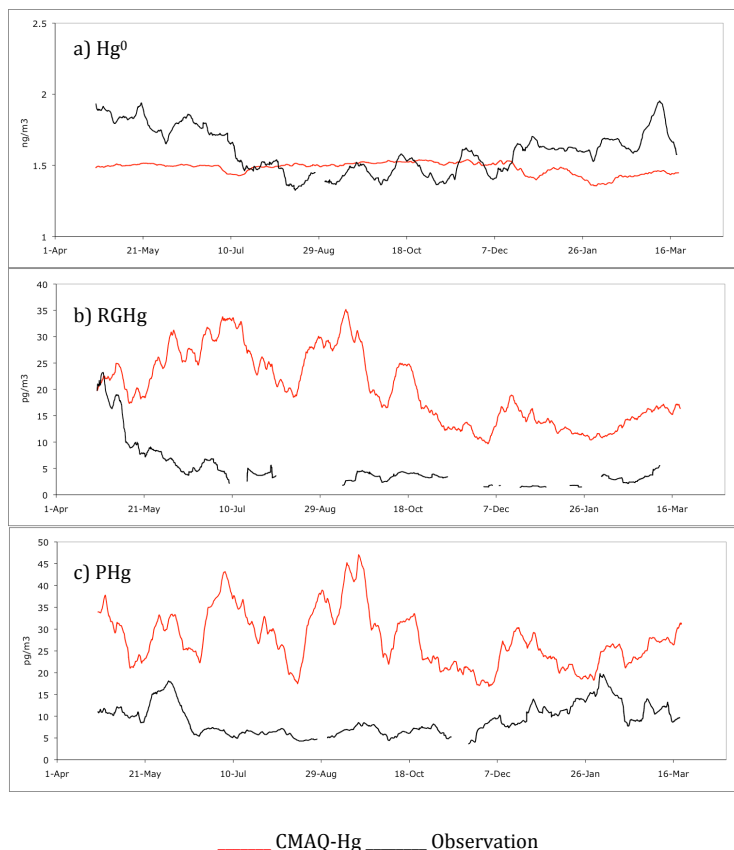 a) Hg⁰
2.5
2
1.5
1
ng/m3
1-Apr 21-May 10-Jul 29-Aug 18-Oct 7-Dec 26-Jan 16-Mar
b) RGHg
40
35
30
25
20
15
10
5
0
pg/m3
1-Apr 21-May 10-Jul 29-Aug 18-Oct 7-Dec 26-Jan 16-Mar
c) PHg
50
45
40
35
30
25
20
15
10
5
0
pg/m3
1-Apr 21-May 10-Jul 29-Aug 18-Oct 7-Dec 26-Jan 16-Mar
______ CMAQ-Hg _______ Observation